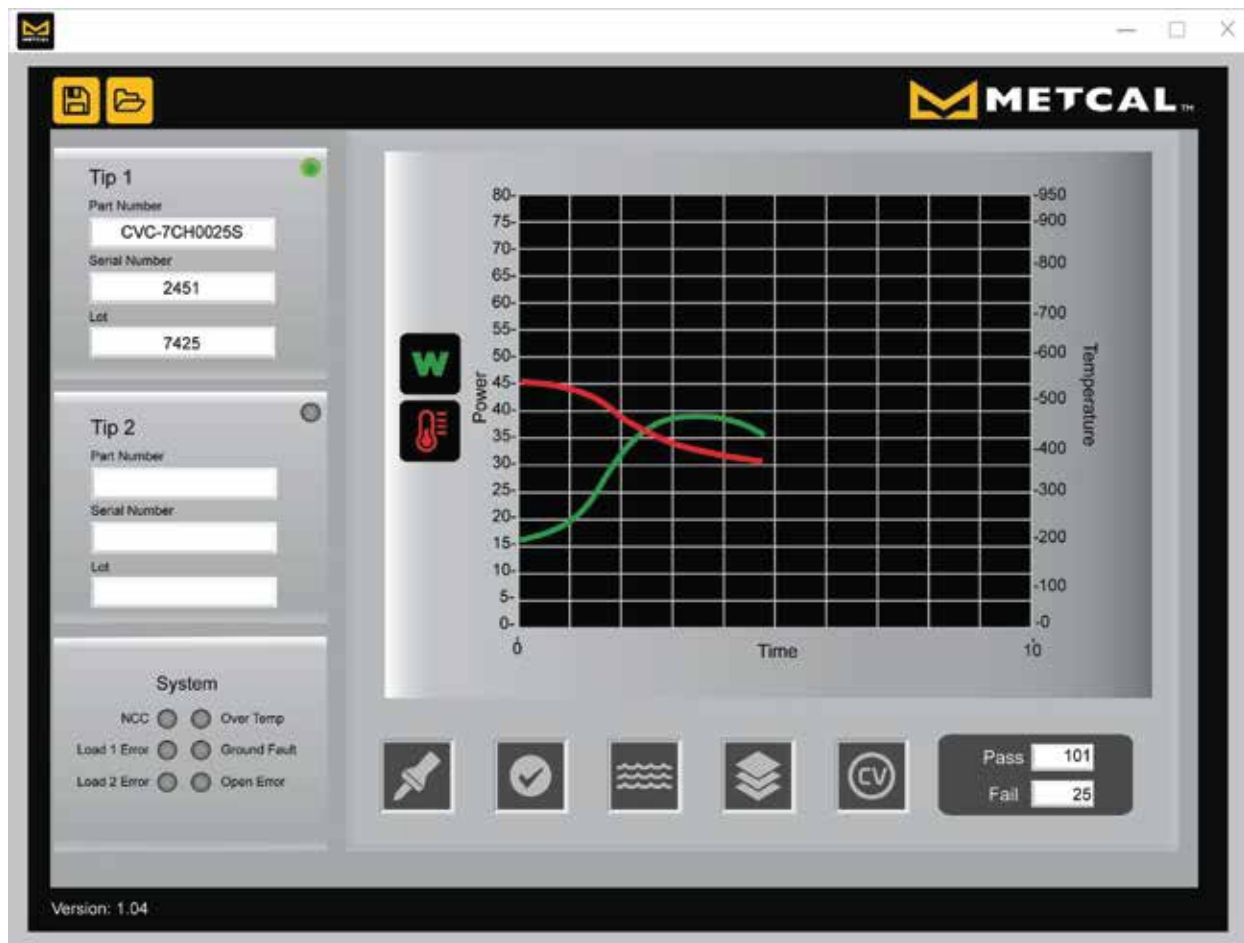 METCAL
METCAL™
Tip 1
Part Number
CVC-7CH0025S
Serial Number
2451
Lot
7425
Tip 2
Part Number
Serial Number
Lot
System
NCC Over Temp
Load 1 Error Ground Fault
Load 2 Error Open Error
W
Power
80-
75-
70-
65-
60-
55-
50-
45-
40-
35-
30-
25-
20-
15-
10-
5-
0-
-950
-900
-800
-700
-600
-500
-400
-300
-200
-100
-0
Temperature
0 Time 10
CV
Pass 101
Fail 25
Version: 1.04